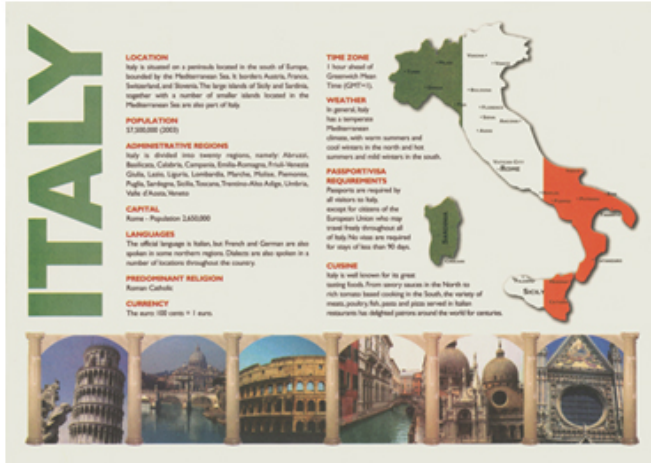 ITALY
LOCATION
Italy is situated on a peninsula located in the south of Europe,
bounded by the Mediterranean Sea. It borders Austria, France,
Switzerland, and Slovenia. The large islands of Sicily and Sardinia,
together with a number of smaller islands located in the
Mediterranean Sea are also part of Italy.
POPULATION
57,500,000 (2003)
ADMINISTRATIVE REGIONS
Italy is divided into twenty regions, namely: Abruzzi,
Basilicata, Calabria, Campania, Emilia-Romagna, Friuli-Venezia
Giulia, Lazio, Liguria, Lombardia, Marche, Molise, Piemonte,
Puglia, Sardegna, Sicilia, Toscana, Trentino-Alto Adige, Umbria,
Valle d'Aosta, Veneto
CAPITAL
Rome - Population 2,650,000
LANGUAGES
The official language is Italian, but French and German are also
spoken in some northern regions. Dialects are also spoken in a
number of locations throughout the country.
PREDOMINANT RELIGION
Roman Catholic
CURRENCY
The euro 100 cents = 1 euro.
TIME ZONE
1 hour ahead of
Greenwich Mean
Time (GMT+1).
WEATHER
In general, Italy
has a temperate
Mediterranean
climate, with warm summers and
cool winters in the north and hot
summers and mild winters in the south.
PASSPORT/VISA
REQUIREMENTS
Passports are required by
all visitors to Italy,
except for citizens of the
European Union who may
travel freely throughout all
of Italy. No visas are required
for stays of less than 90 days.
CUISINE
Italy is well known for its great
tasting foods. From savory sauces in the North to
rich tomato based cooking in the South, the variety of
meats, poultry, fish, pasta and pizza served in Italian
restaurants has delighted patrons around the world for centuries.
VATICAN CITY
ROME
SARDINIA
SICILY